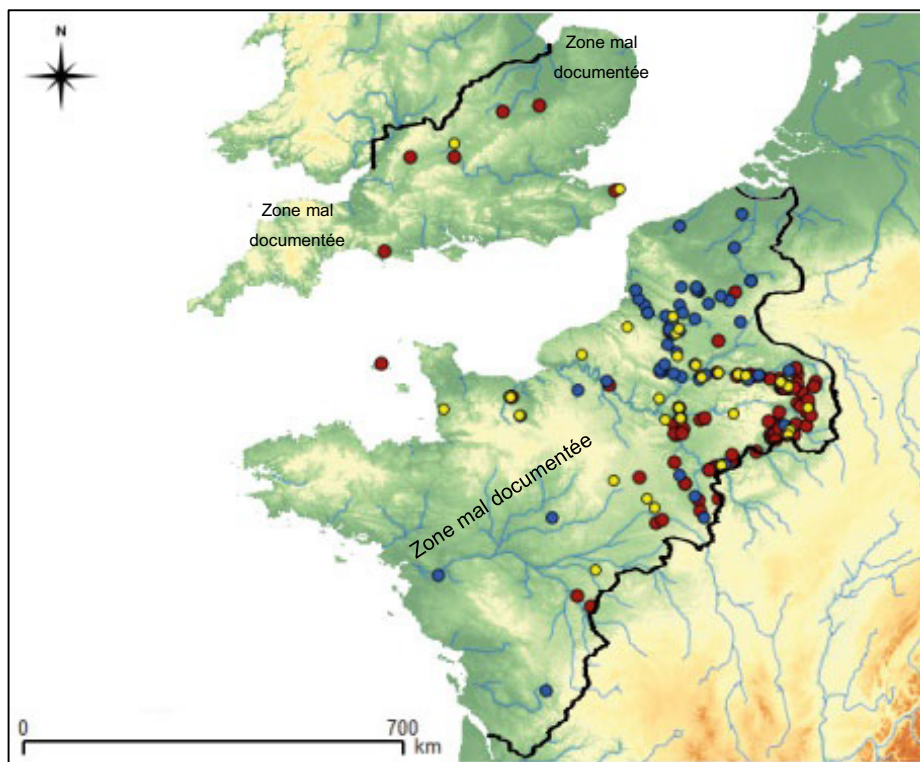 N
Zone mal
documentée
Zone mal
documentée
Zone mal documentée
0
700
km